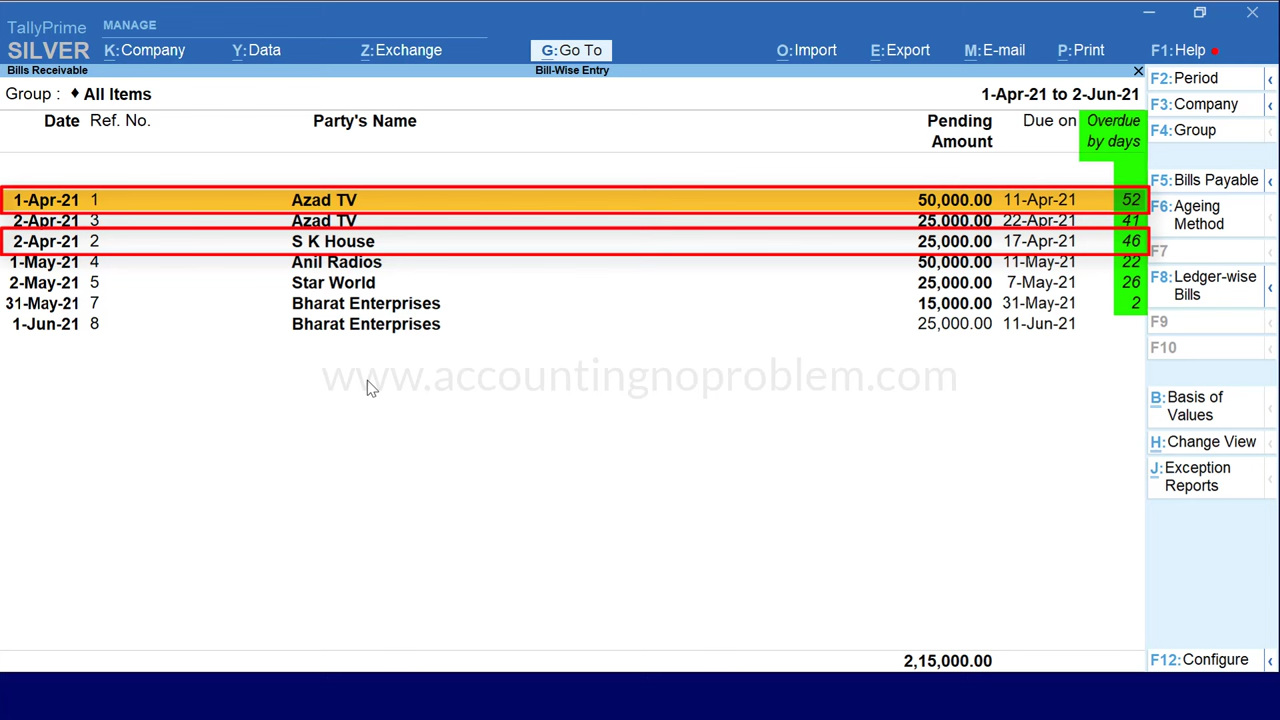 TallyPrime
MANAGE
SILVER
K:Company Y:Data Z:Exchange G:Go To O:Import E:Export M:E-mail P:Print F1:Help
Bills Receivable Bill-Wise Entry
Group : ♦ All Items 1-Apr-21 to 2-Jun-21
Date Ref. No. Party's Name Pending Amount Due on Overdue by days
1-Apr-21 1 Azad TV 50,000.00 11-Apr-21 52
2-Apr-21 3 Azad TV 25,000.00 22-Apr-21 41
2-Apr-21 2 S K House 25,000.00 17-Apr-21 46
1-May-21 4 Anil Radios 50,000.00 11-May-21 22
2-May-21 5 Star World 25,000.00 7-May-21 26
31-May-21 7 Bharat Enterprises 15,000.00 31-May-21 2
1-Jun-21 8 Bharat Enterprises 25,000.00 11-Jun-21
www.accountingnoproblem.com
2,15,000.00
F2:Period
F3:Company
F4:Group
F5:Bills Payable
F6:Ageing
Method
F7
F8:Ledger-wise
Bills
F9
F10
B:Basis of
Values
H:Change View
J:Exception
Reports
F12:Configure